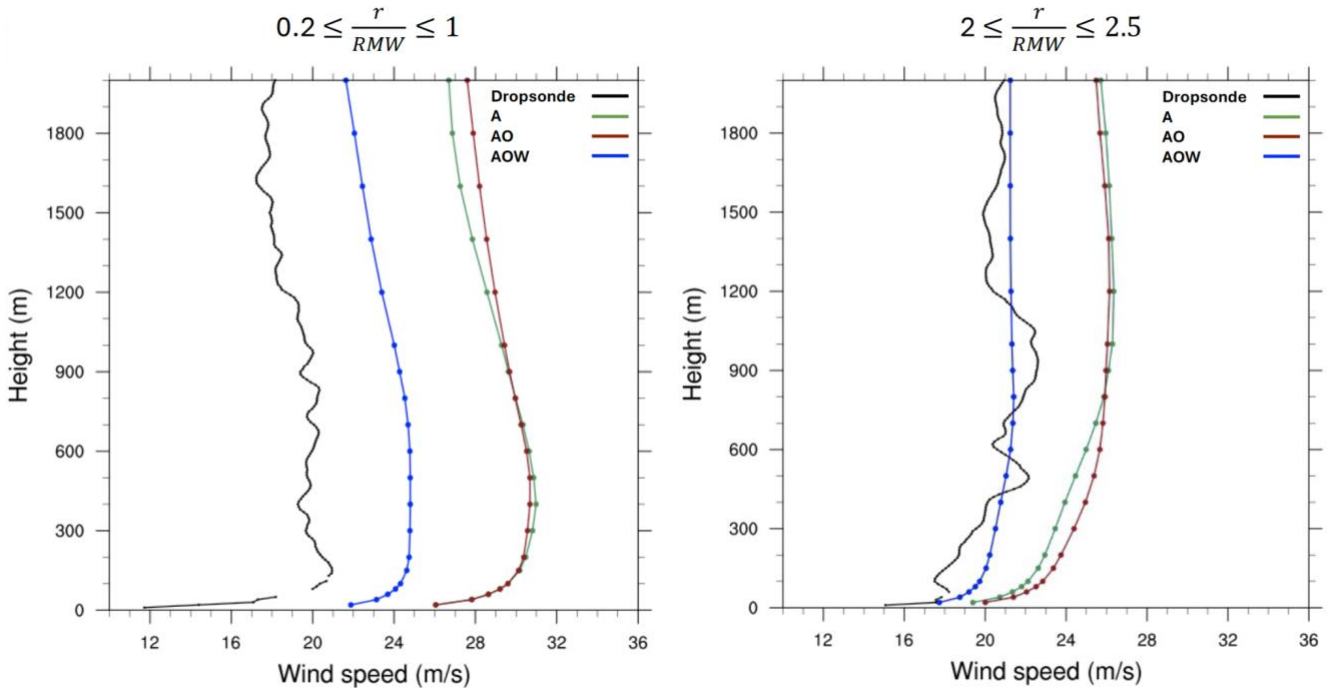 0.2 ≤ r/RMW ≤ 1
Dropsonde
A
AO
AOW
1800
1500
1200
900
600
300
0
Height (m)
12 16 20 24 28 32 36
Wind speed (m/s)
2 ≤ r/RMW ≤ 2.5
Dropsonde
A
AO
AOW
1800
1500
1200
900
600
300
0
Height (m)
12 16 20 24 28 32 36
Wind speed (m/s)